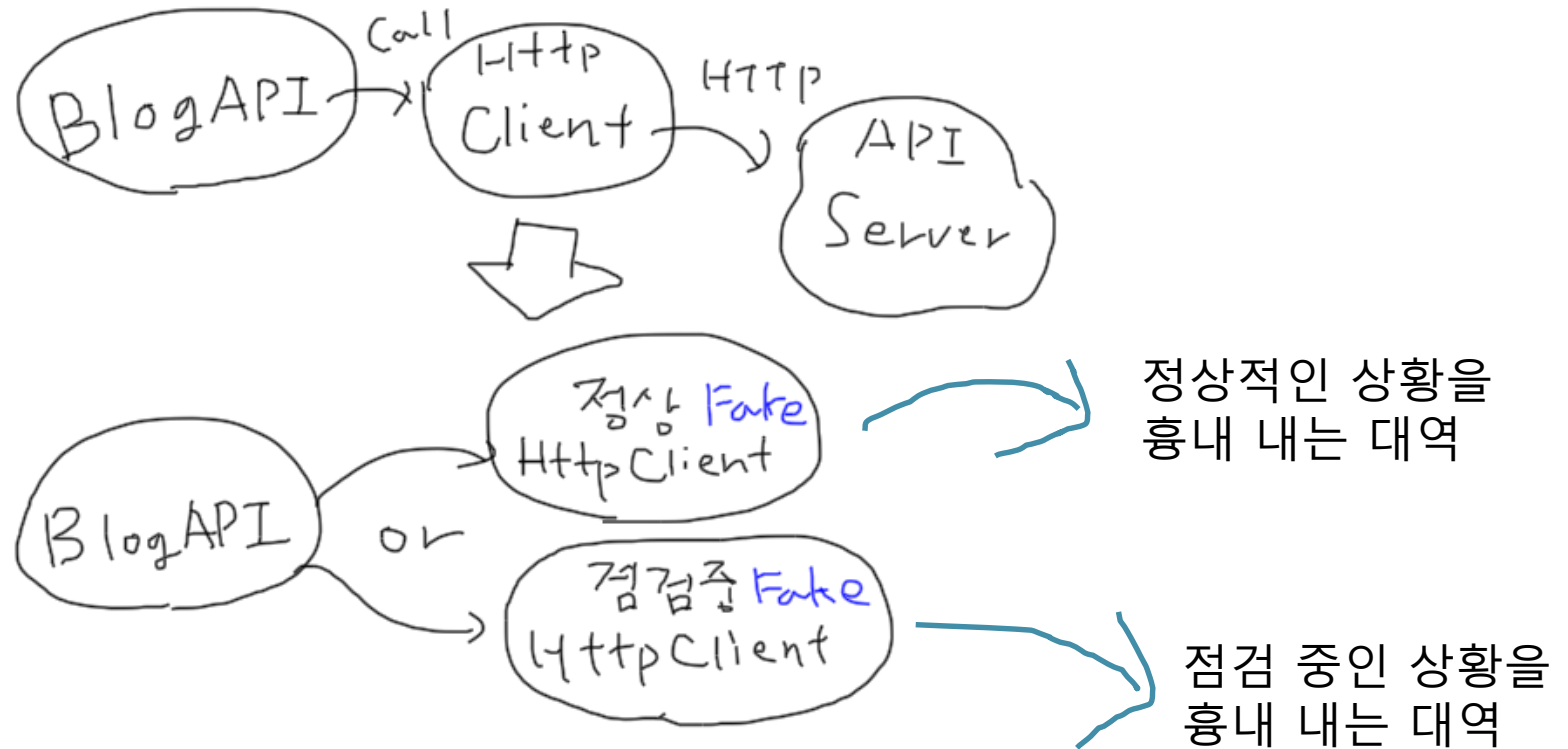 BlogAPI
Call
Http
Client
HTTP
API
Server
BlogAPI
or
정상 Fake
HttpClient
정상적인 상황을
흉내 내는 대역
점검중 Fake
HttpClient
점검 중인 상황을
흉내 내는 대역